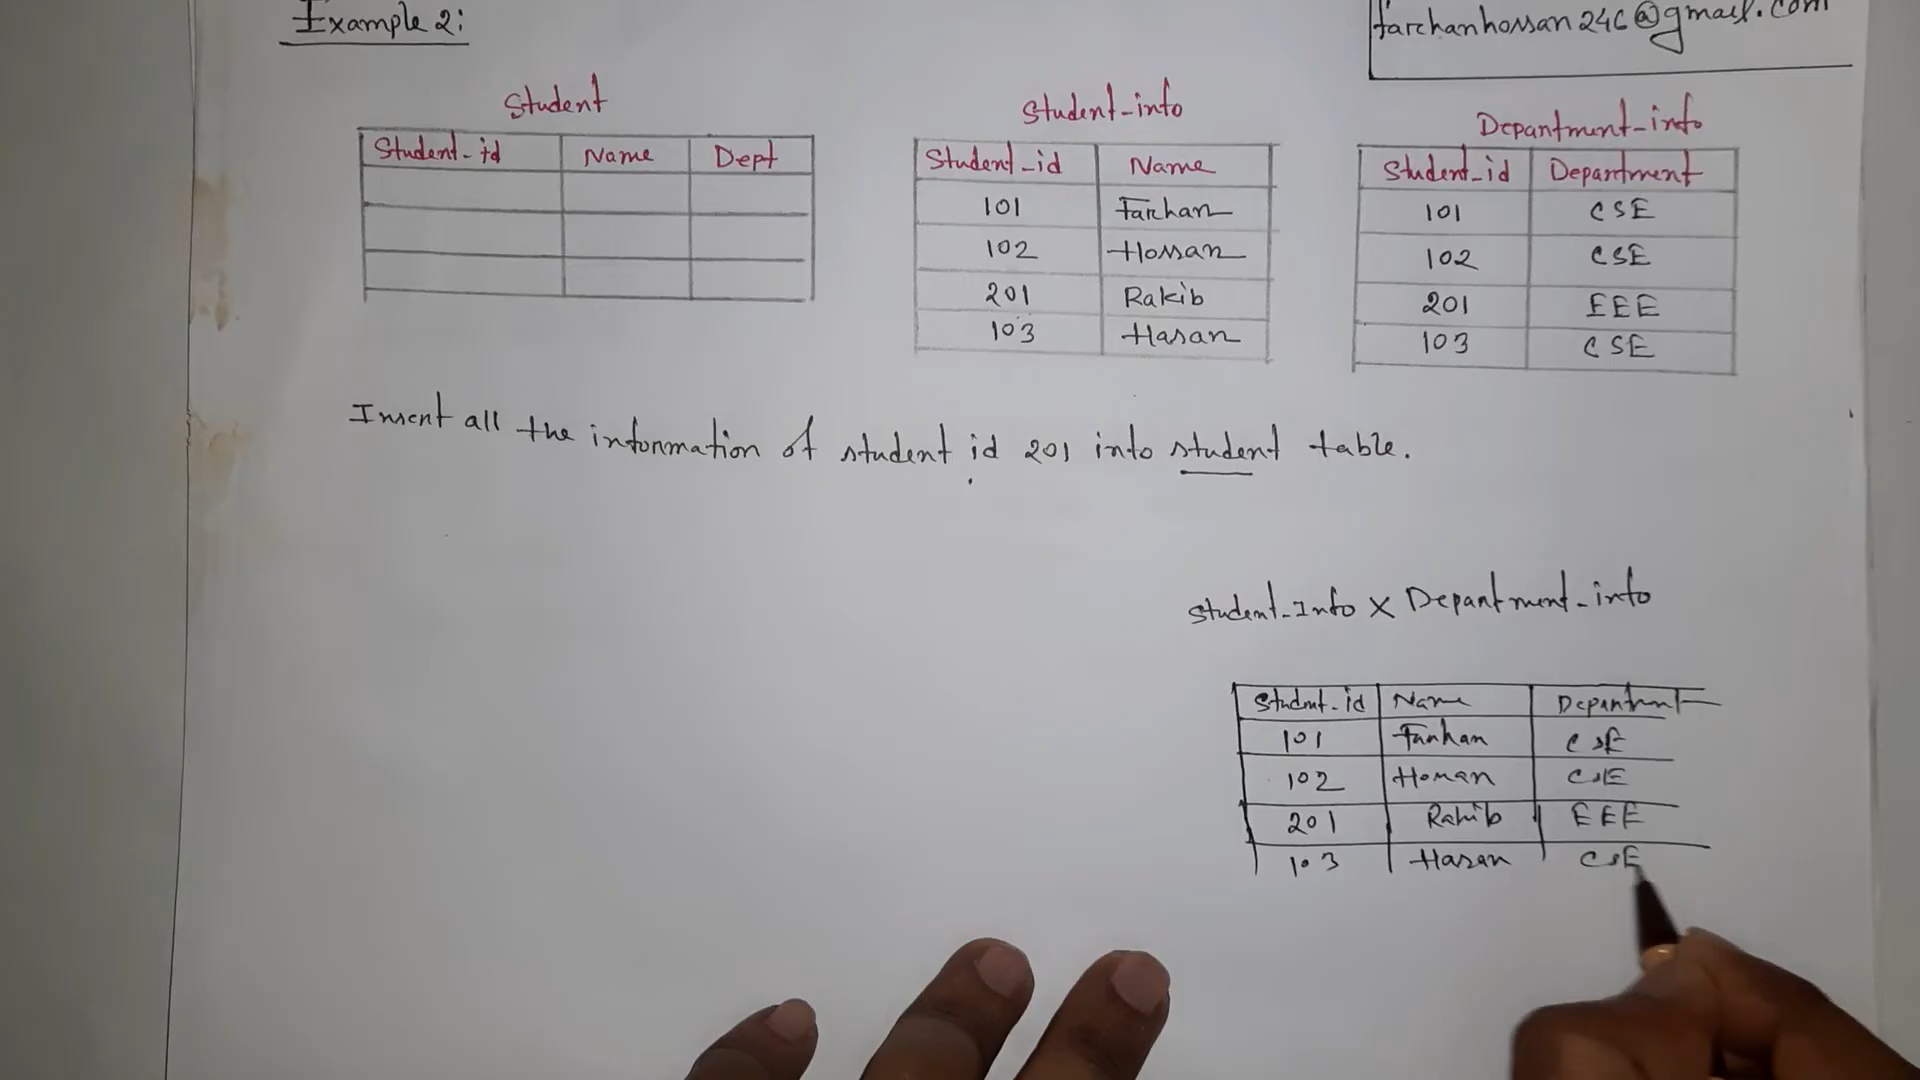 Example 2:
farhanhossan246@gmail.com
Student
Student-id Name Dept
Student-info
Student-id Name
101 Farhan
102 Hossan
201 Rakib
103 Hasan
Department-info
Student-id Department
101 CSE
102 CSE
201 EEE
103 CSE
Insert all the information of student id 201 into student table.
Student-Info X Department-info
Student-id Name Department
101 Farhan CSE
102 Hossan CSE
201 Rakib EEE
103 Hasan CSE